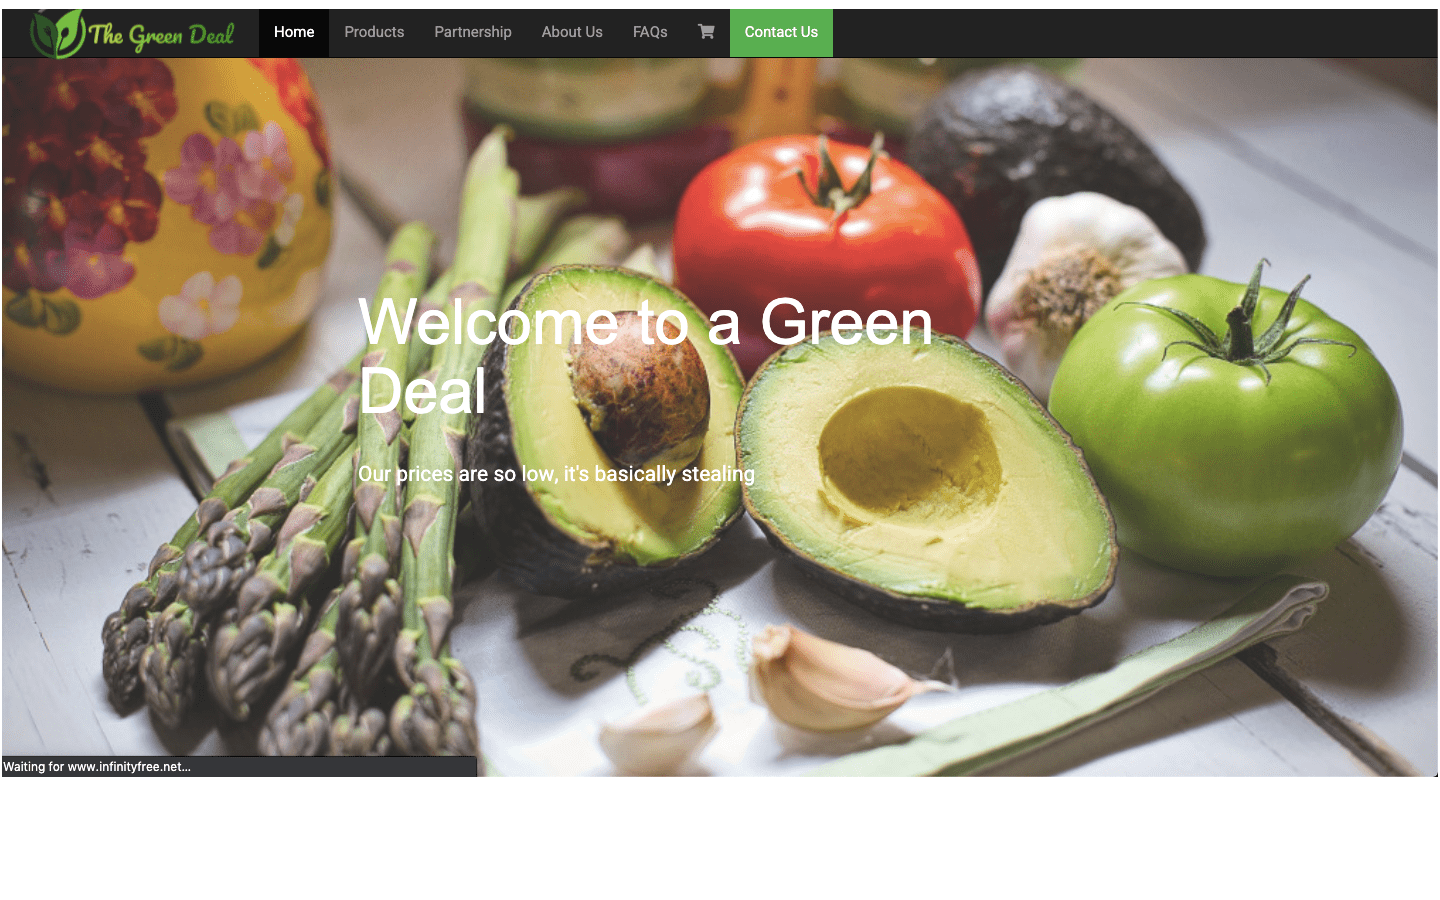 The Green Deal
Home
Products
Partnership
About Us
FAQs
Contact Us
Welcome to a Green
Deal
Our prices are so low, it's basically stealing
Waiting for www.infinityfree.net...